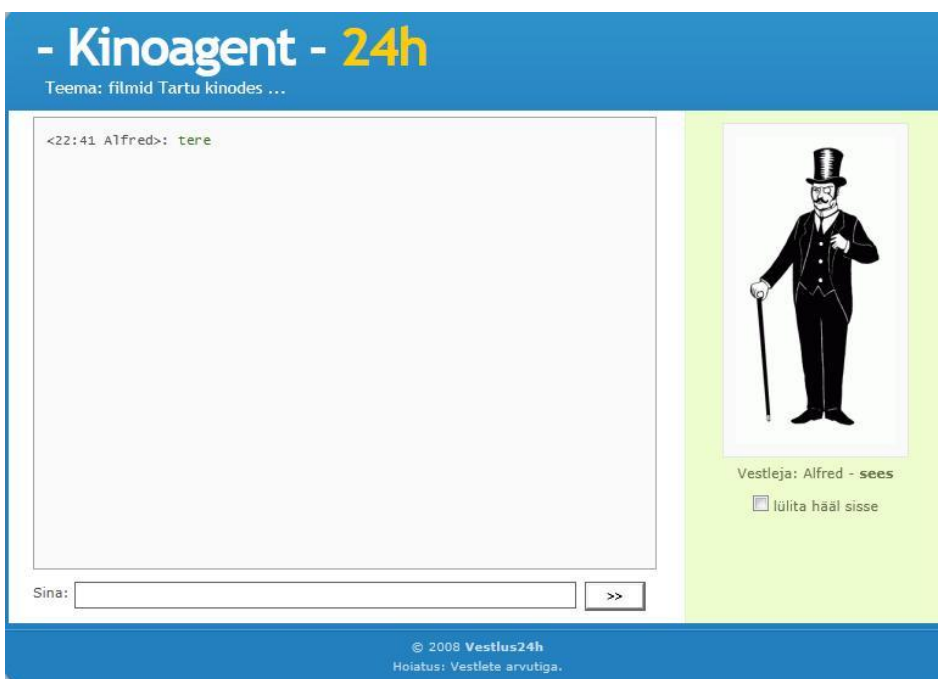 - Kinoagent - 24h
Teema: filmid Tartu kinodes ...
<22:41 Alfred>: tere
Vestleja: Alfred - sees
lülita hääl sisse
Sina:
>>
© 2008 Vestlus24h
Hoiatus: Vestlete arvutiga.